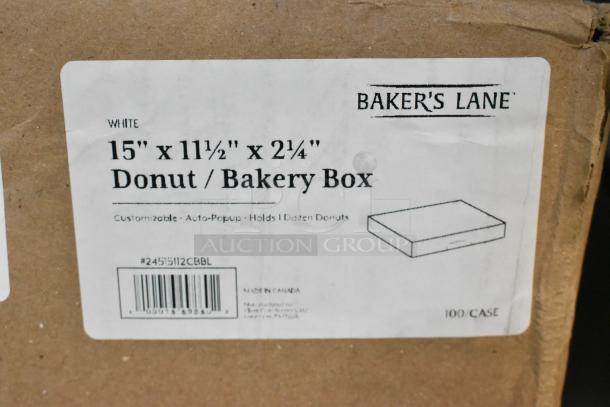 BAKER'S LANE
WHITE
15" x 11½" x 2¼"
Donut / Bakery Box
Customizable • Auto-Popup • Holds 1 Dozen Donuts
AUCTION GROUP
#24515112CBBL
MADE IN CANADA
100/CASE